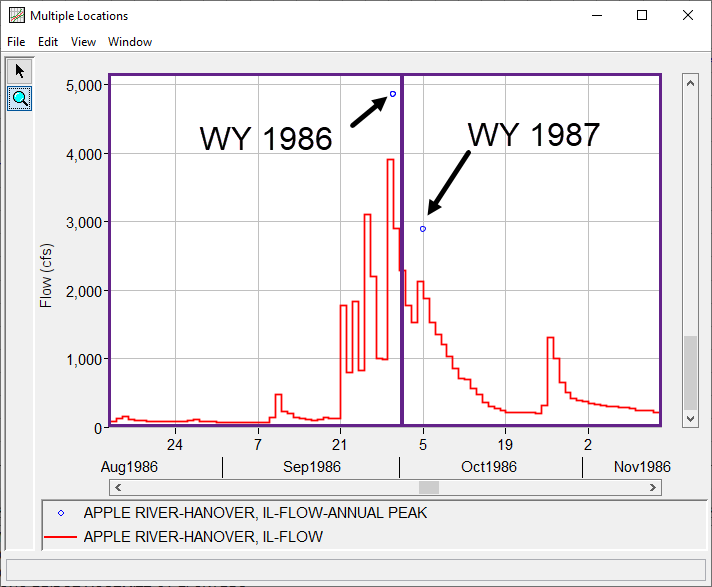 Multiple Locations
File Edit View Window
5,000
4,000
3,000
2,000
1,000
0
Flow (cfs)
WY 1986
WY 1987
24 7 21 5 19 2
Aug1986 Sep1986 Oct1986 Nov1986
APPLE RIVER-HANOVER, IL-FLOW-ANNUAL PEAK
APPLE RIVER-HANOVER, IL-FLOW